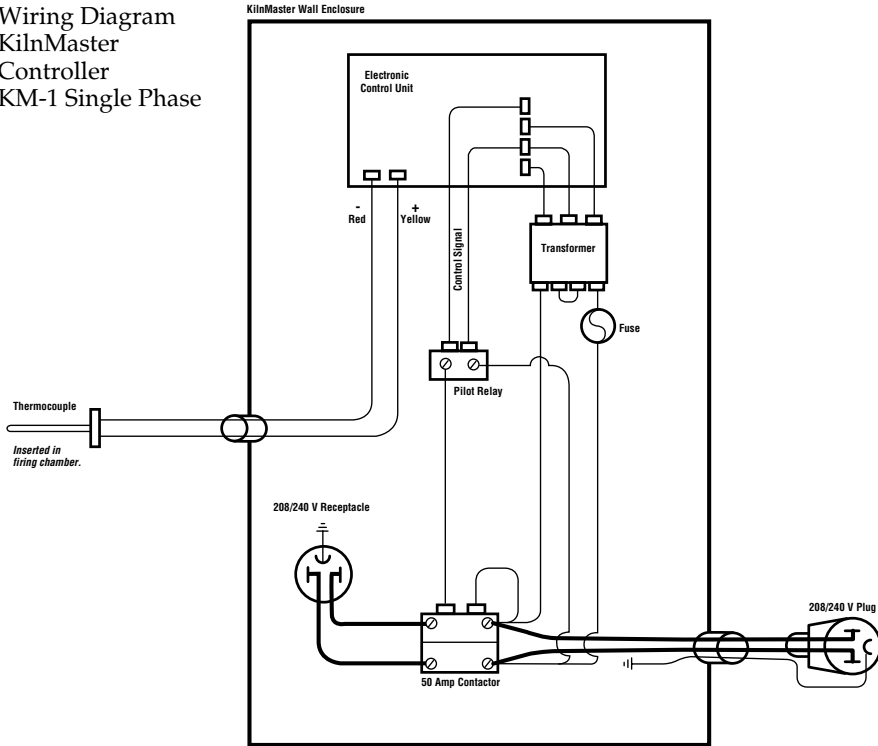 Wiring Diagram
KilnMaster
Controller
KM-1 Single Phase
KilnMaster Wall Enclosure
Electronic
Control Unit
-
Red
+
Yellow
Control Signal
Transformer
Fuse
Pilot Relay
Thermocouple
Inserted in
firing chamber.
208/240 V Receptacle
208/240 V Plug
50 Amp Contactor